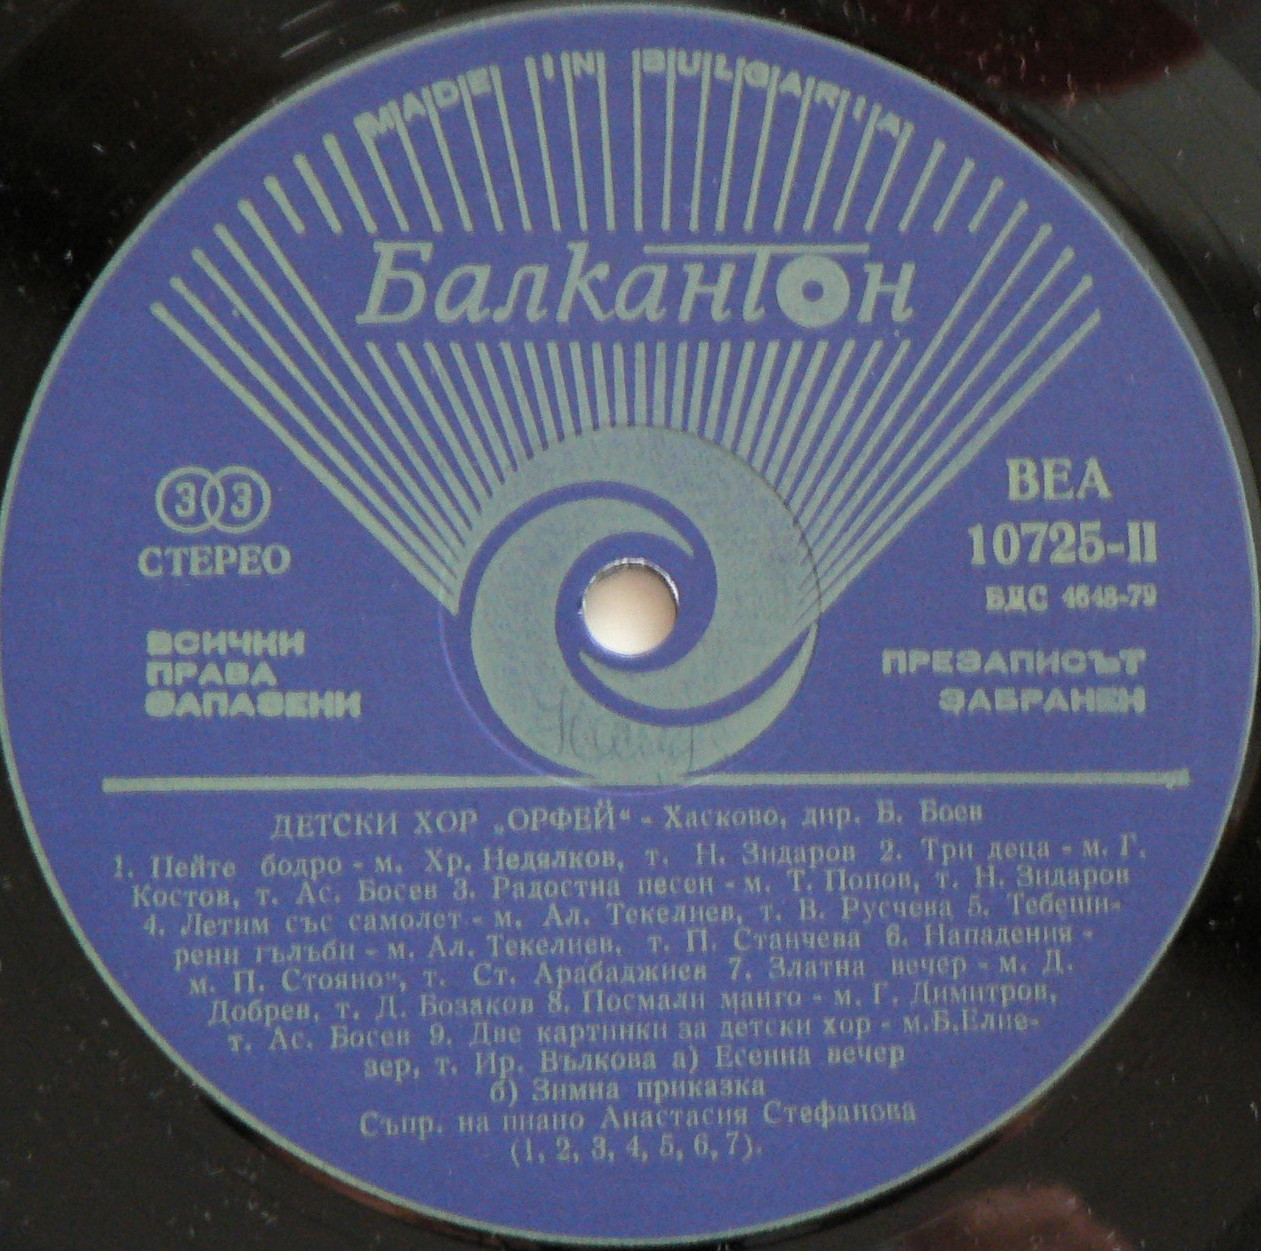 MADE IN BULGARIA
Балкантон
33
СТЕРЕО
ВСИЧКИ
ПРАВА
ЗАПАЗЕНИ
ВЕА
10725-II
БДС 4648-79
ПРЕЗАПИСЪТ
ЗАБРАНЕН
ДЕТСКИ ХОР „ОРФЕЙ“ - Хасково, дир. Б. Боев
1. Пейте бодро - м. Хр. Недялков, т. Н. Зидаров 2. Три деца - м. Г.
Костов, т. Ас. Босев 3. Радостна песен - м. Т. Попов, т. Н. Зидаров
4. Летим със самолет - м. Ал. Текелиев, т. В. Русчева 5. Тебеши-
рени гълъби - м. Ал. Текелиев, т. П. Станчева 6. Нападения -
м. П. Стояно“, т. Ст. Арабаджиев 7. Златна вечер - м. Д.
Добрев, т. Д. Бозаков 8. Посмали манго - м. Г. Димитров,
т. Ас. Босев 9. Две картинки за детски хор - м.Б.Елие-
зер, т. Ир. Вълкова а) Есенна вечер
б) Зимна приказка
Съпр. на пиано Анастасия Стефанова
(1, 2, 3, 4, 5, 6, 7).